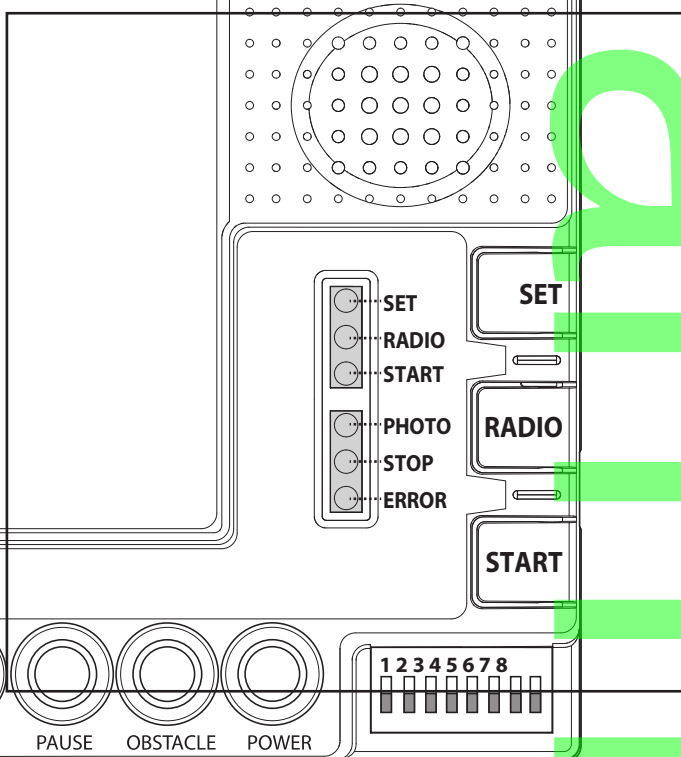 SET
RADIO
START
PHOTO
STOP
ERROR
SET
RADIO
START
1 2 3 4 5 6 7 8
PAUSE OBSTACLE POWER